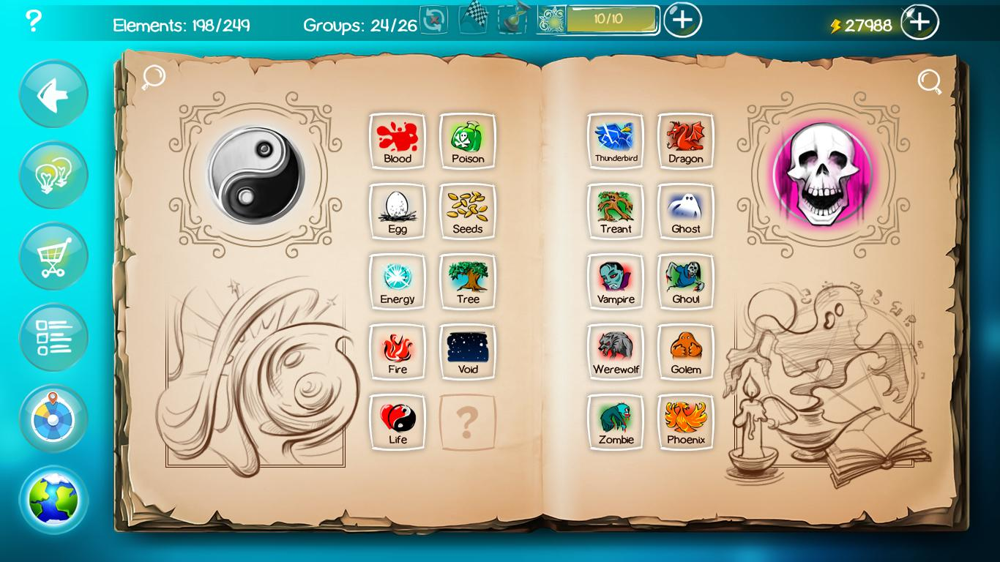 ?
Elements: 198/249
Groups: 24/26
10/10
27988
Blood
Poison
Egg
Seeds
Energy
Tree
Fire
Void
Life
?
Thunderbird
Dragon
Treant
Ghost
Vampire
Ghoul
Werewolf
Golem
Zombie
Phoenix